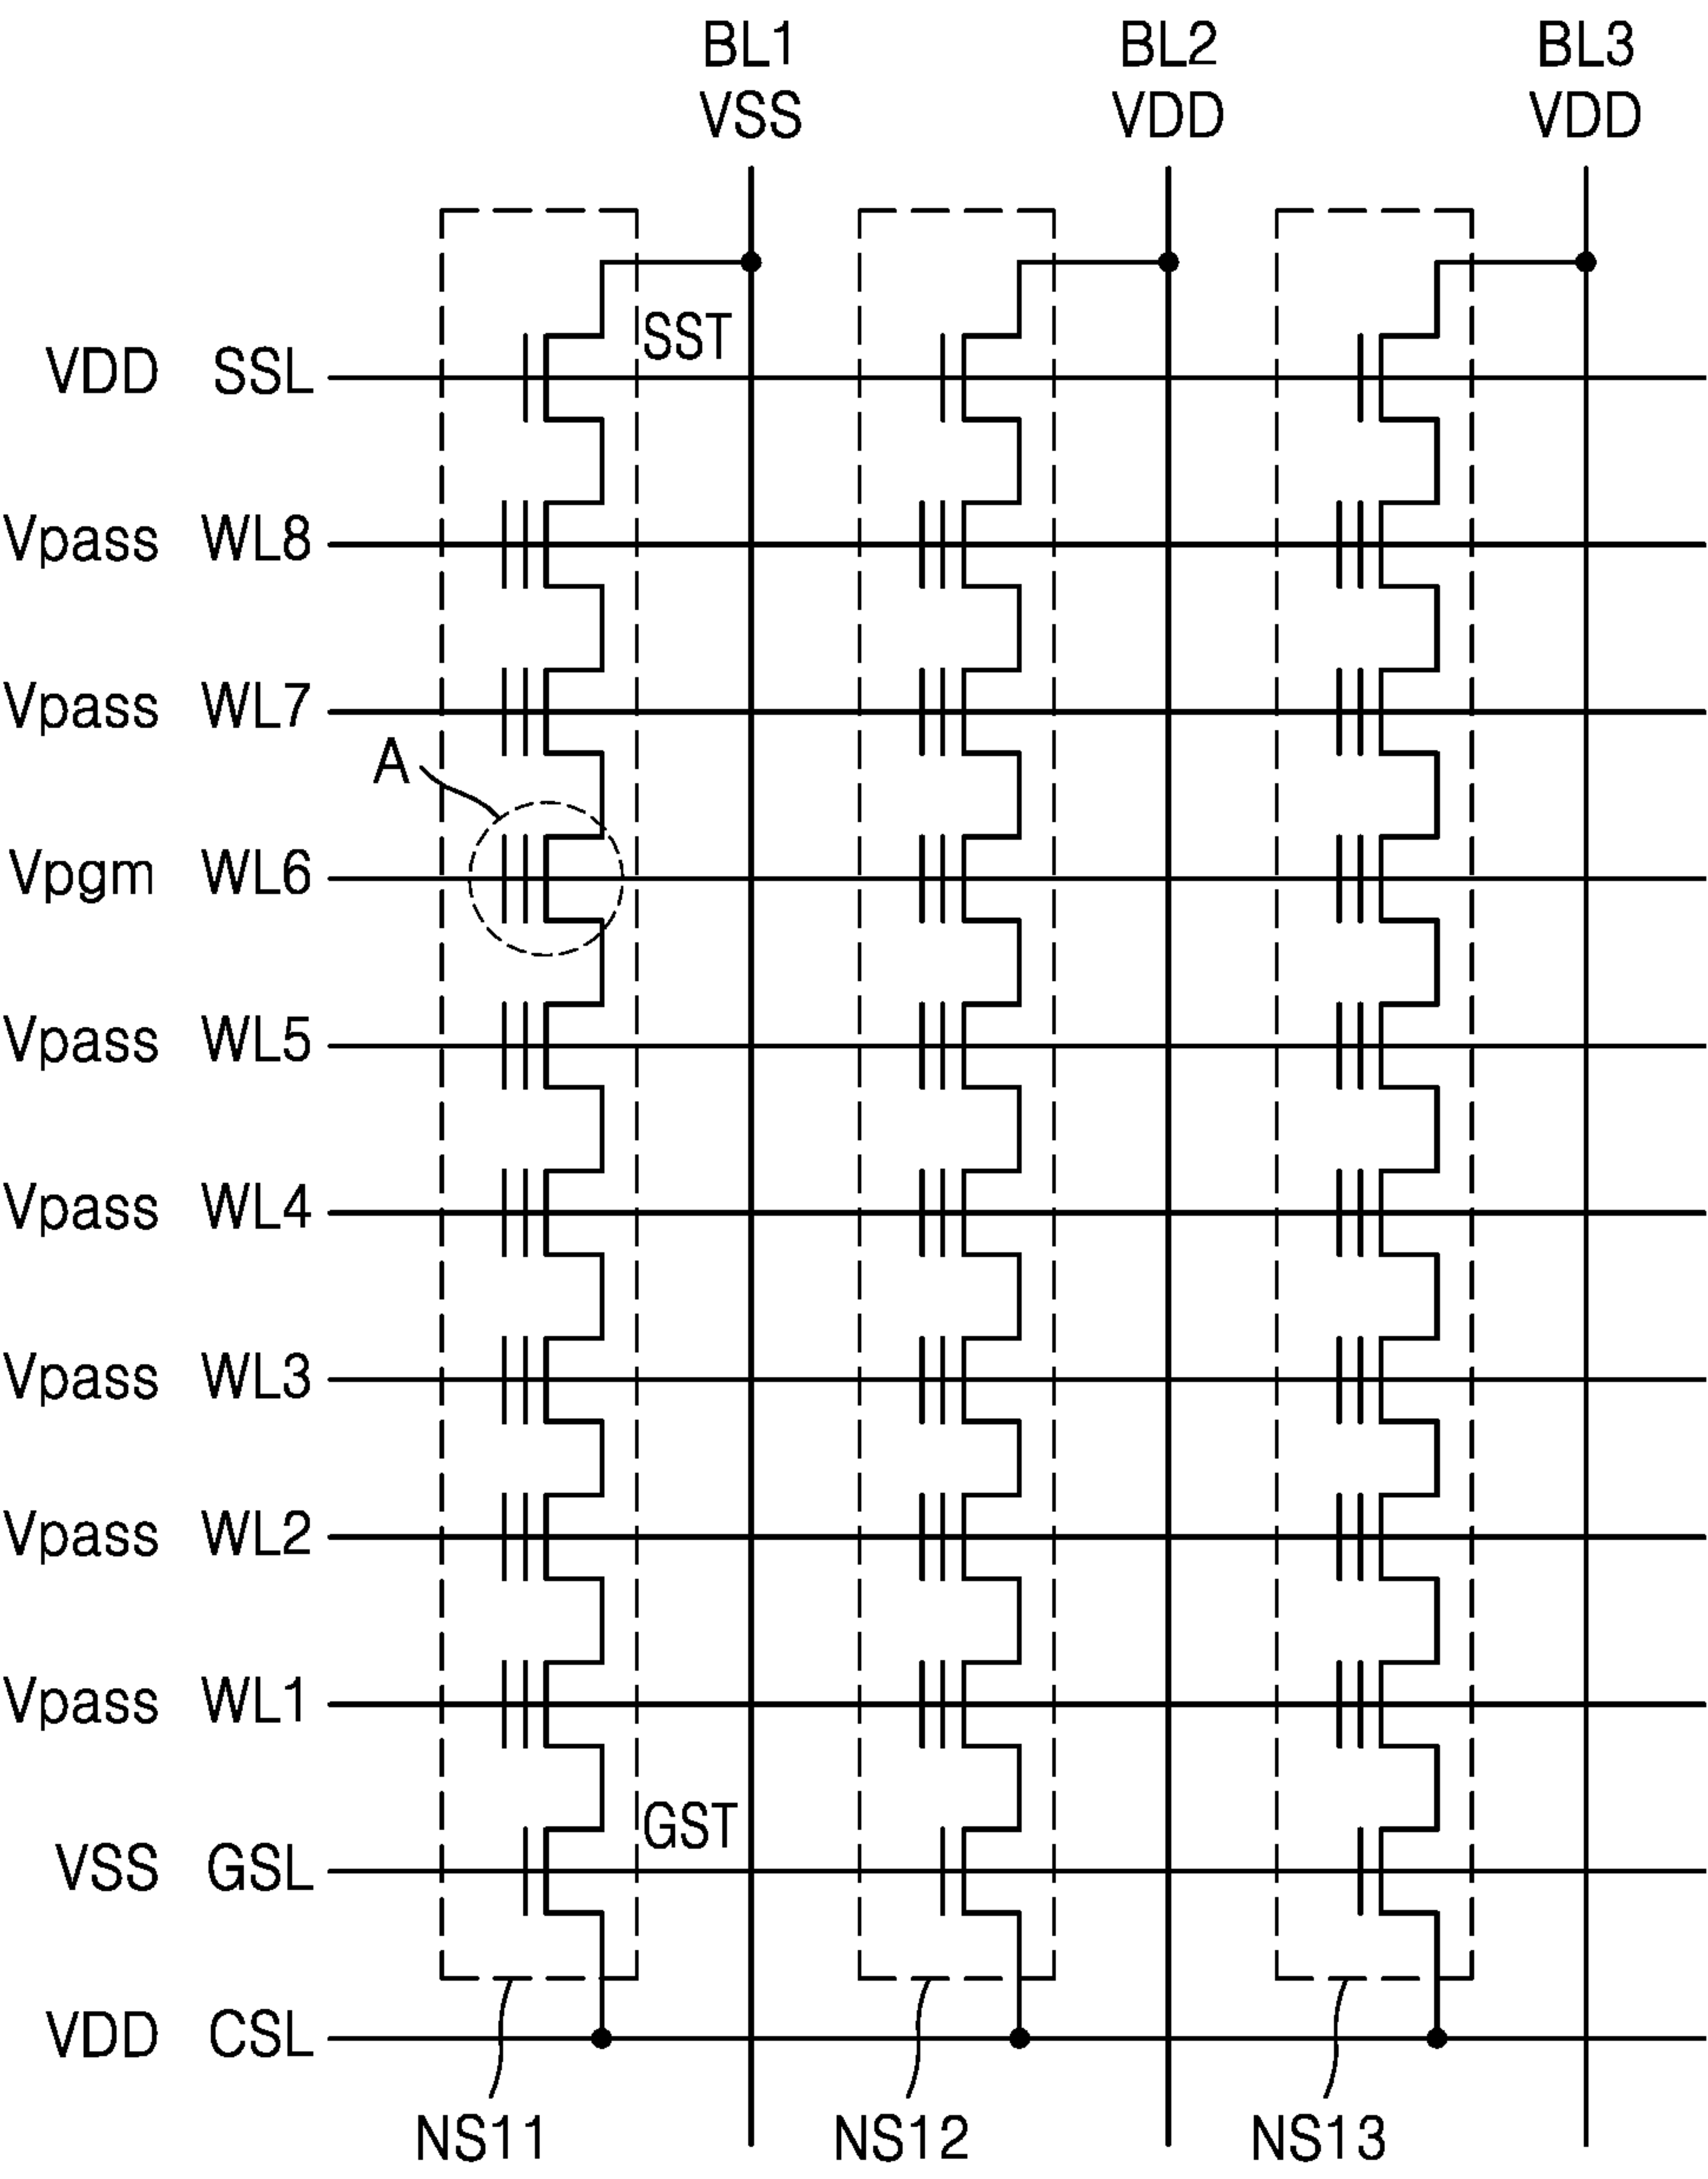 BL1 BL2 BL3
VSS VDD VDD
SST
VDD SSL
Vpass WL8
Vpass WL7
A
Vpgm WL6
Vpass WL5
Vpass WL4
Vpass WL3
Vpass WL2
Vpass WL1
GST
VSS GSL
VDD CSL
NS11 NS12 NS13